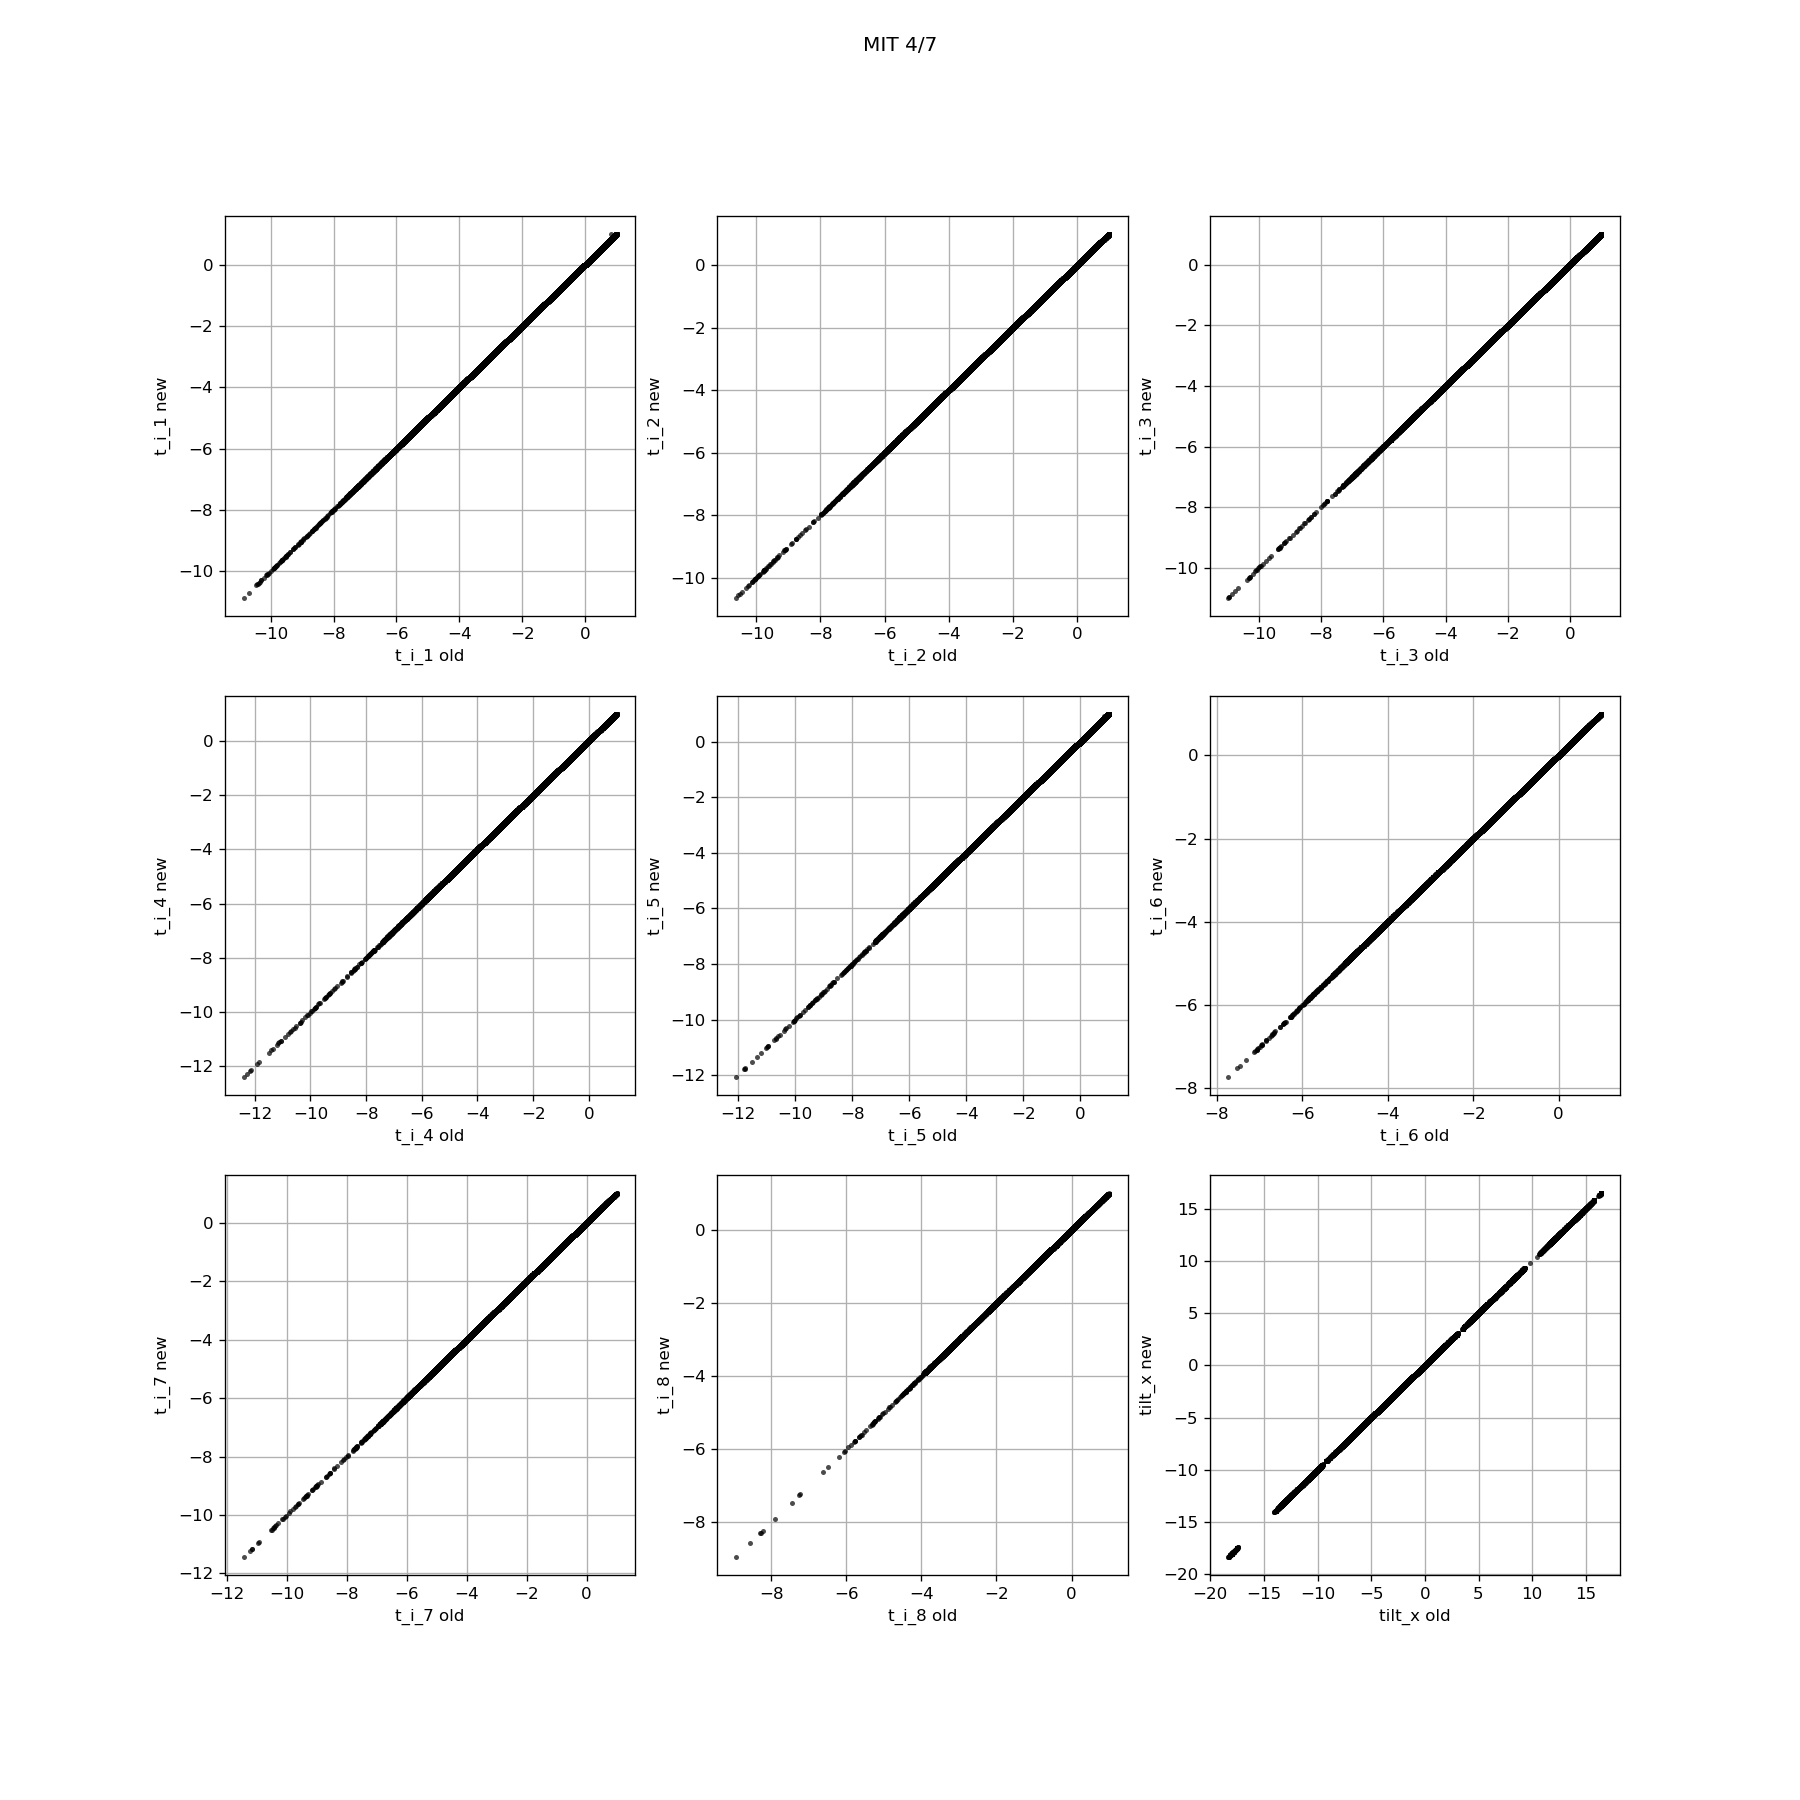 MIT 4/7
0
−2
−4
−6
−8
−10
t_i_1 new
−10 −8 −6 −4 −2 0
t_i_1 old
0
−2
−4
−6
−8
−10
t_i_2 new
−10 −8 −6 −4 −2 0
t_i_2 old
0
−2
−4
−6
−8
−10
t_i_3 new
−10 −8 −6 −4 −2 0
t_i_3 old
0
−2
−4
−6
−8
−10
−12
t_i_4 new
−12 −10 −8 −6 −4 −2 0
t_i_4 old
0
−2
−4
−6
−8
−10
−12
t_i_5 new
−12 −10 −8 −6 −4 −2 0
t_i_5 old
0
−2
−4
−6
−8
t_i_6 new
−8 −6 −4 −2 0
t_i_6 old
0
−2
−4
−6
−8
−10
−12
t_i_7 new
−12 −10 −8 −6 −4 −2 0
t_i_7 old
0
−2
−4
−6
−8
t_i_8 new
−8 −6 −4 −2 0
t_i_8 old
15
10
5
0
−5
−10
−15
−20
tilt_x new
−20 −15 −10 −5 0 5 10 15
tilt_x old